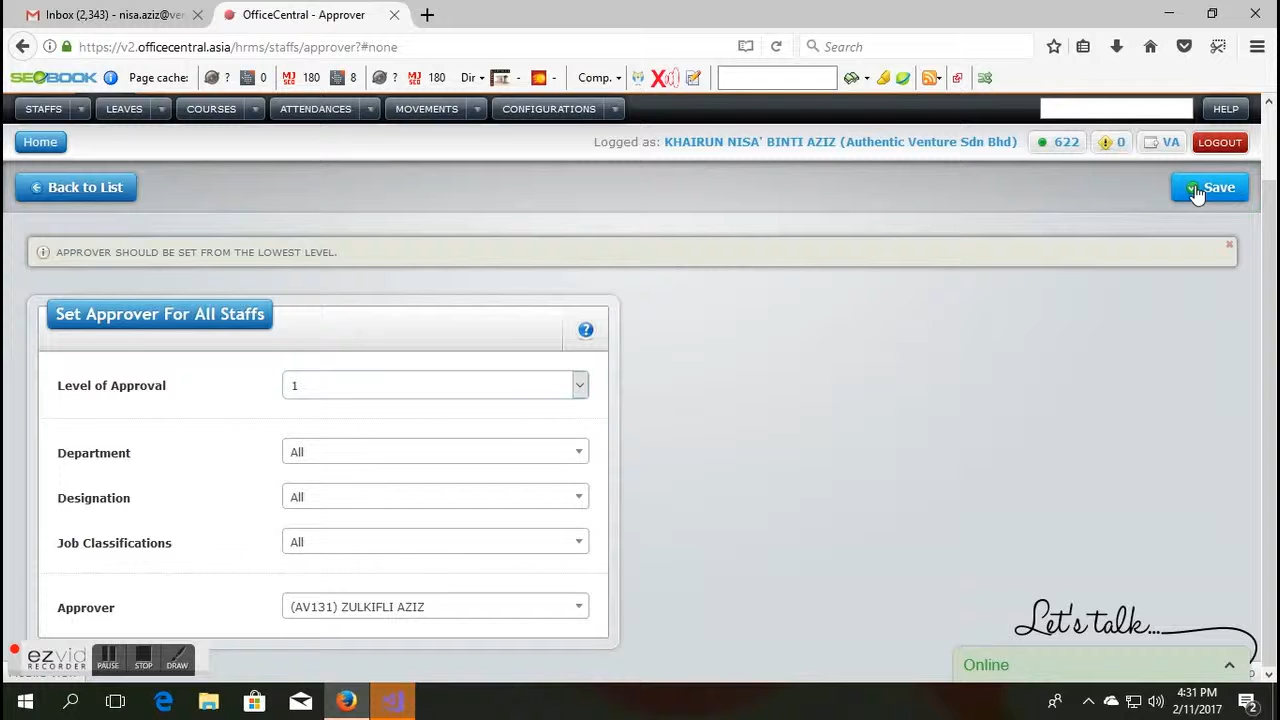 Inbox (2,343) - nisa.aziz@ve
OfficeCentral - Approver
https://v2.officecentral.asia/hrms/staffs/approver?#none
Search
SEOBOOK Page cache: ? 0 180 8 ? 180 Dir - - Comp.
STAFFS LEAVES COURSES ATTENDANCES MOVEMENTS CONFIGURATIONS HELP
Home Logged as: KHAIRUN NISA' BINTI AZIZ (Authentic Venture Sdn Bhd) 622 0 VA LOGOUT
Back to List Save
APPROVER SHOULD BE SET FROM THE LOWEST LEVEL.
Set Approver For All Staffs
Level of Approval 1
Department All
Designation All
Job Classifications All
Approver (AV131) ZULKIFLI AZIZ
Let's talk...
ezvid
RECORDER
PAUSE STOP DRAW
Online
4:31 PM
2/11/2017
2